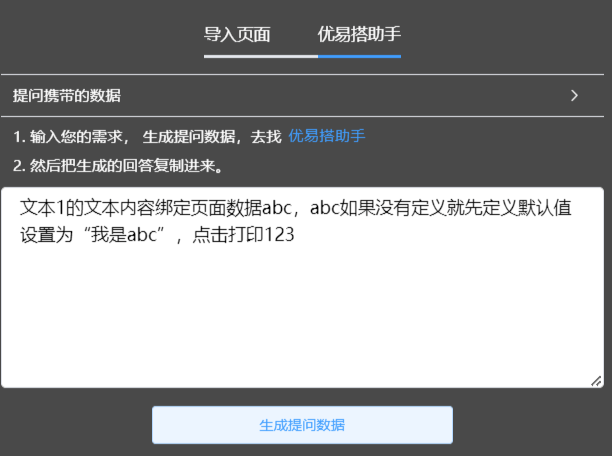 导入页面 优易搭助手
提问携带的数据
1. 输入您的需求， 生成提问数据，去找 优易搭助手
2. 然后把生成的回答复制进来。
文本1的文本内容绑定页面数据abc，abc如果没有定义就先定义默认值
设置为“我是abc”，点击打印123
生成提问数据